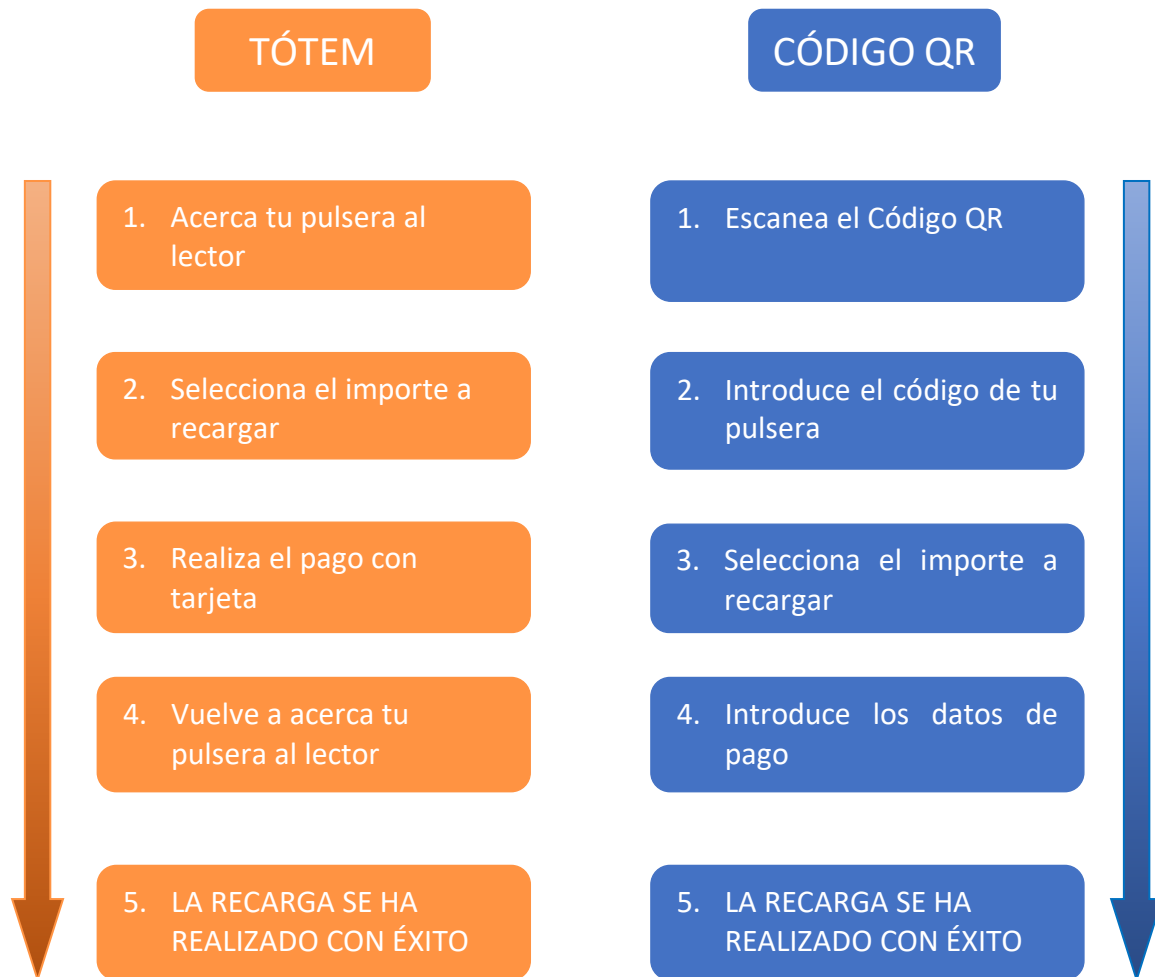 TÓTEM
1. Acerca tu pulsera al
lector
2. Selecciona el importe a
recargar
3. Realiza el pago con
tarjeta
4. Vuelve a acerca tu
pulsera al lector
5. LA RECARGA SE HA
REALIZADO CON ÉXITO
CÓDIGO QR
1. Escanea el Código QR
2. Introduce el código de tu
pulsera
3. Selecciona el importe a
recargar
4. Introduce los datos de
pago
5. LA RECARGA SE HA
REALIZADO CON ÉXITO